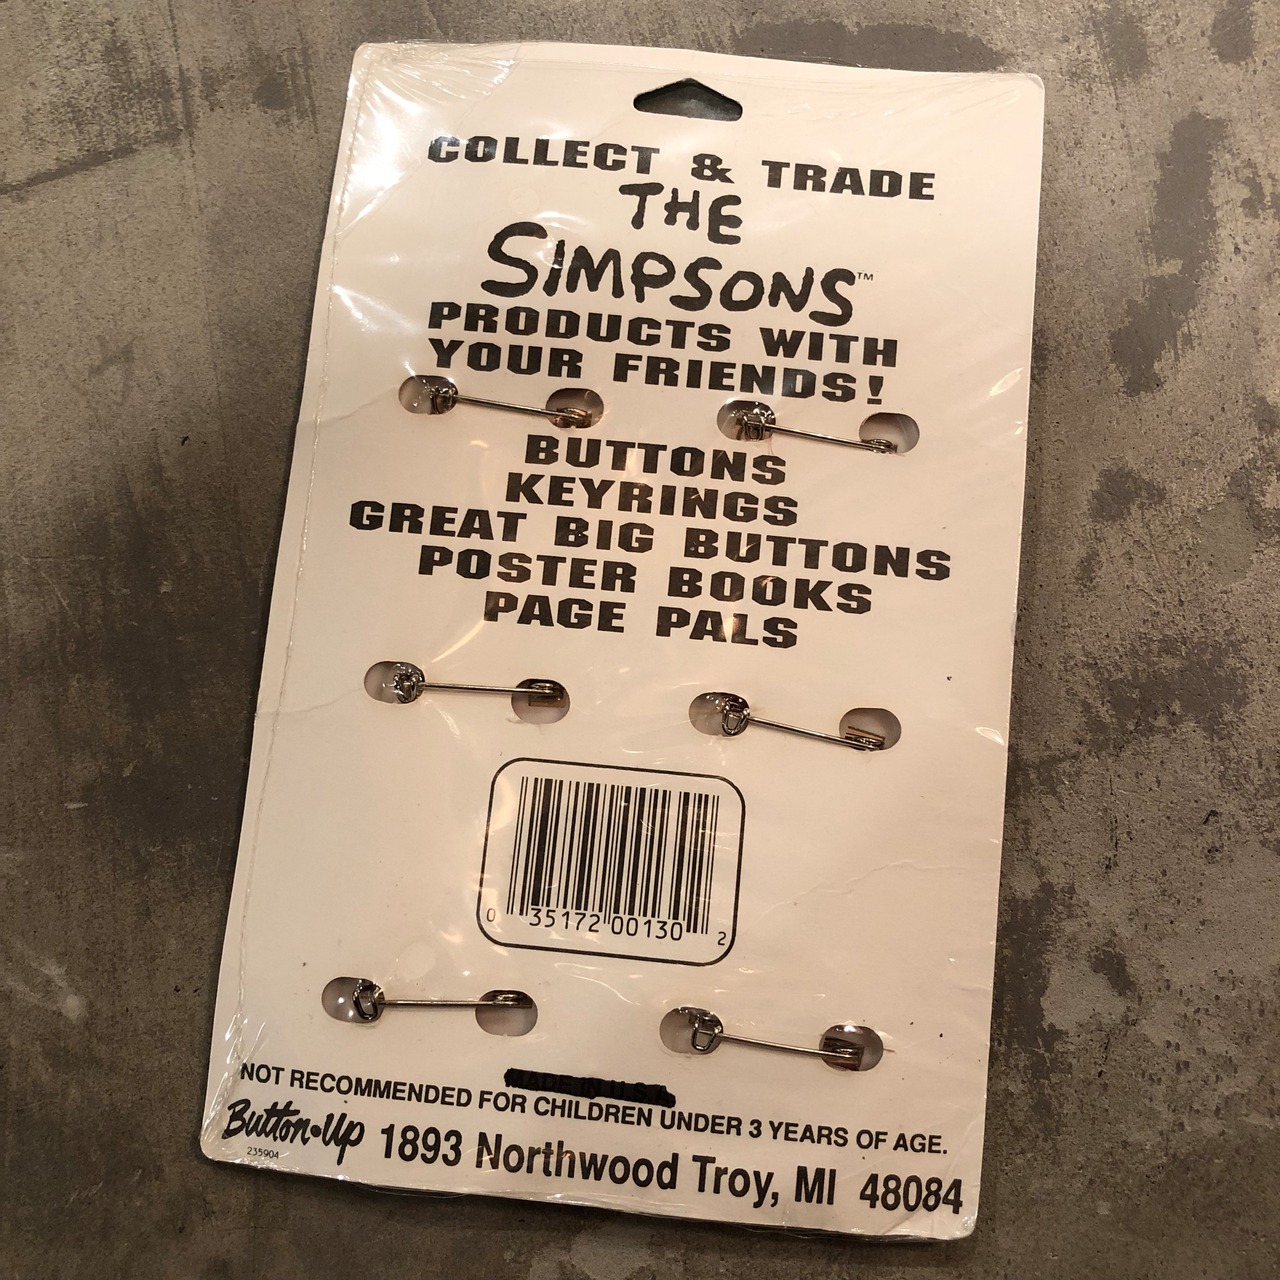 COLLECT & TRADE
THE
SIMPSONS™
PRODUCTS WITH
YOUR FRIENDS!
BUTTONS
KEYRINGS
GREAT BIG BUTTONS
POSTER BOOKS
PAGE PALS
0 35172 00130 2
MADE IN U.S.A.
NOT RECOMMENDED FOR CHILDREN UNDER 3 YEARS OF AGE.
Button•Up 1893 Northwood Troy, MI 48084
235904